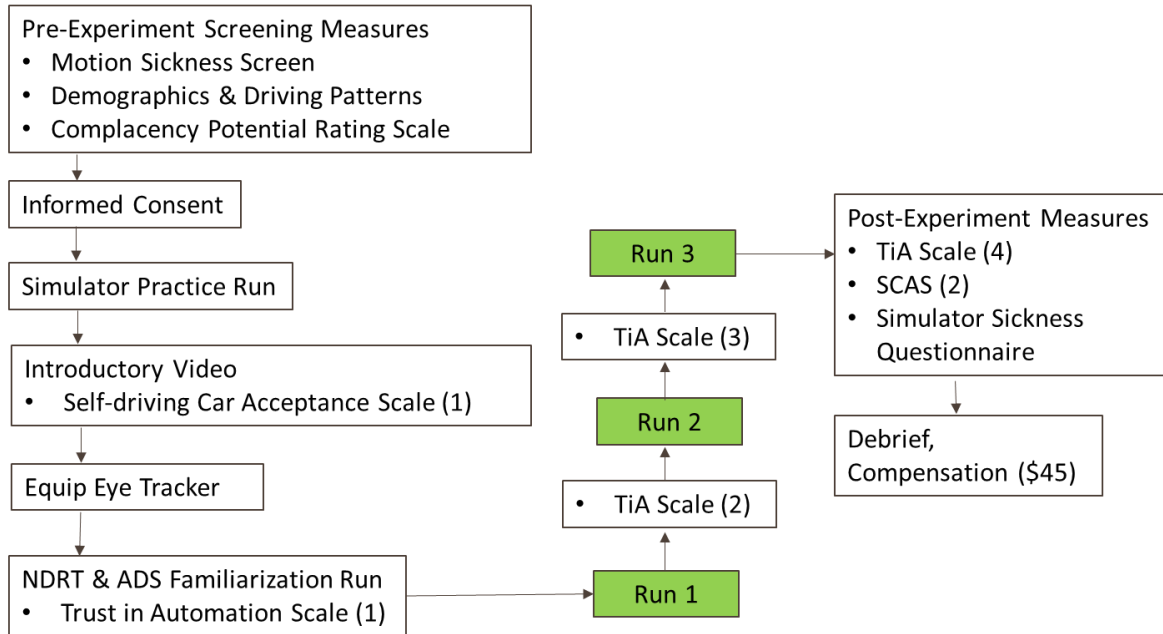 Pre-Experiment Screening Measures
• Motion Sickness Screen
• Demographics & Driving Patterns
• Complacency Potential Rating Scale
Informed Consent
Simulator Practice Run
Introductory Video
• Self-driving Car Acceptance Scale (1)
Equip Eye Tracker
NDRT & ADS Familiarization Run
• Trust in Automation Scale (1)
Run 1
• TiA Scale (2)
Run 2
• TiA Scale (3)
Run 3
Post-Experiment Measures
• TiA Scale (4)
• SCAS (2)
• Simulator Sickness
Questionnaire
Debrief,
Compensation ($45)